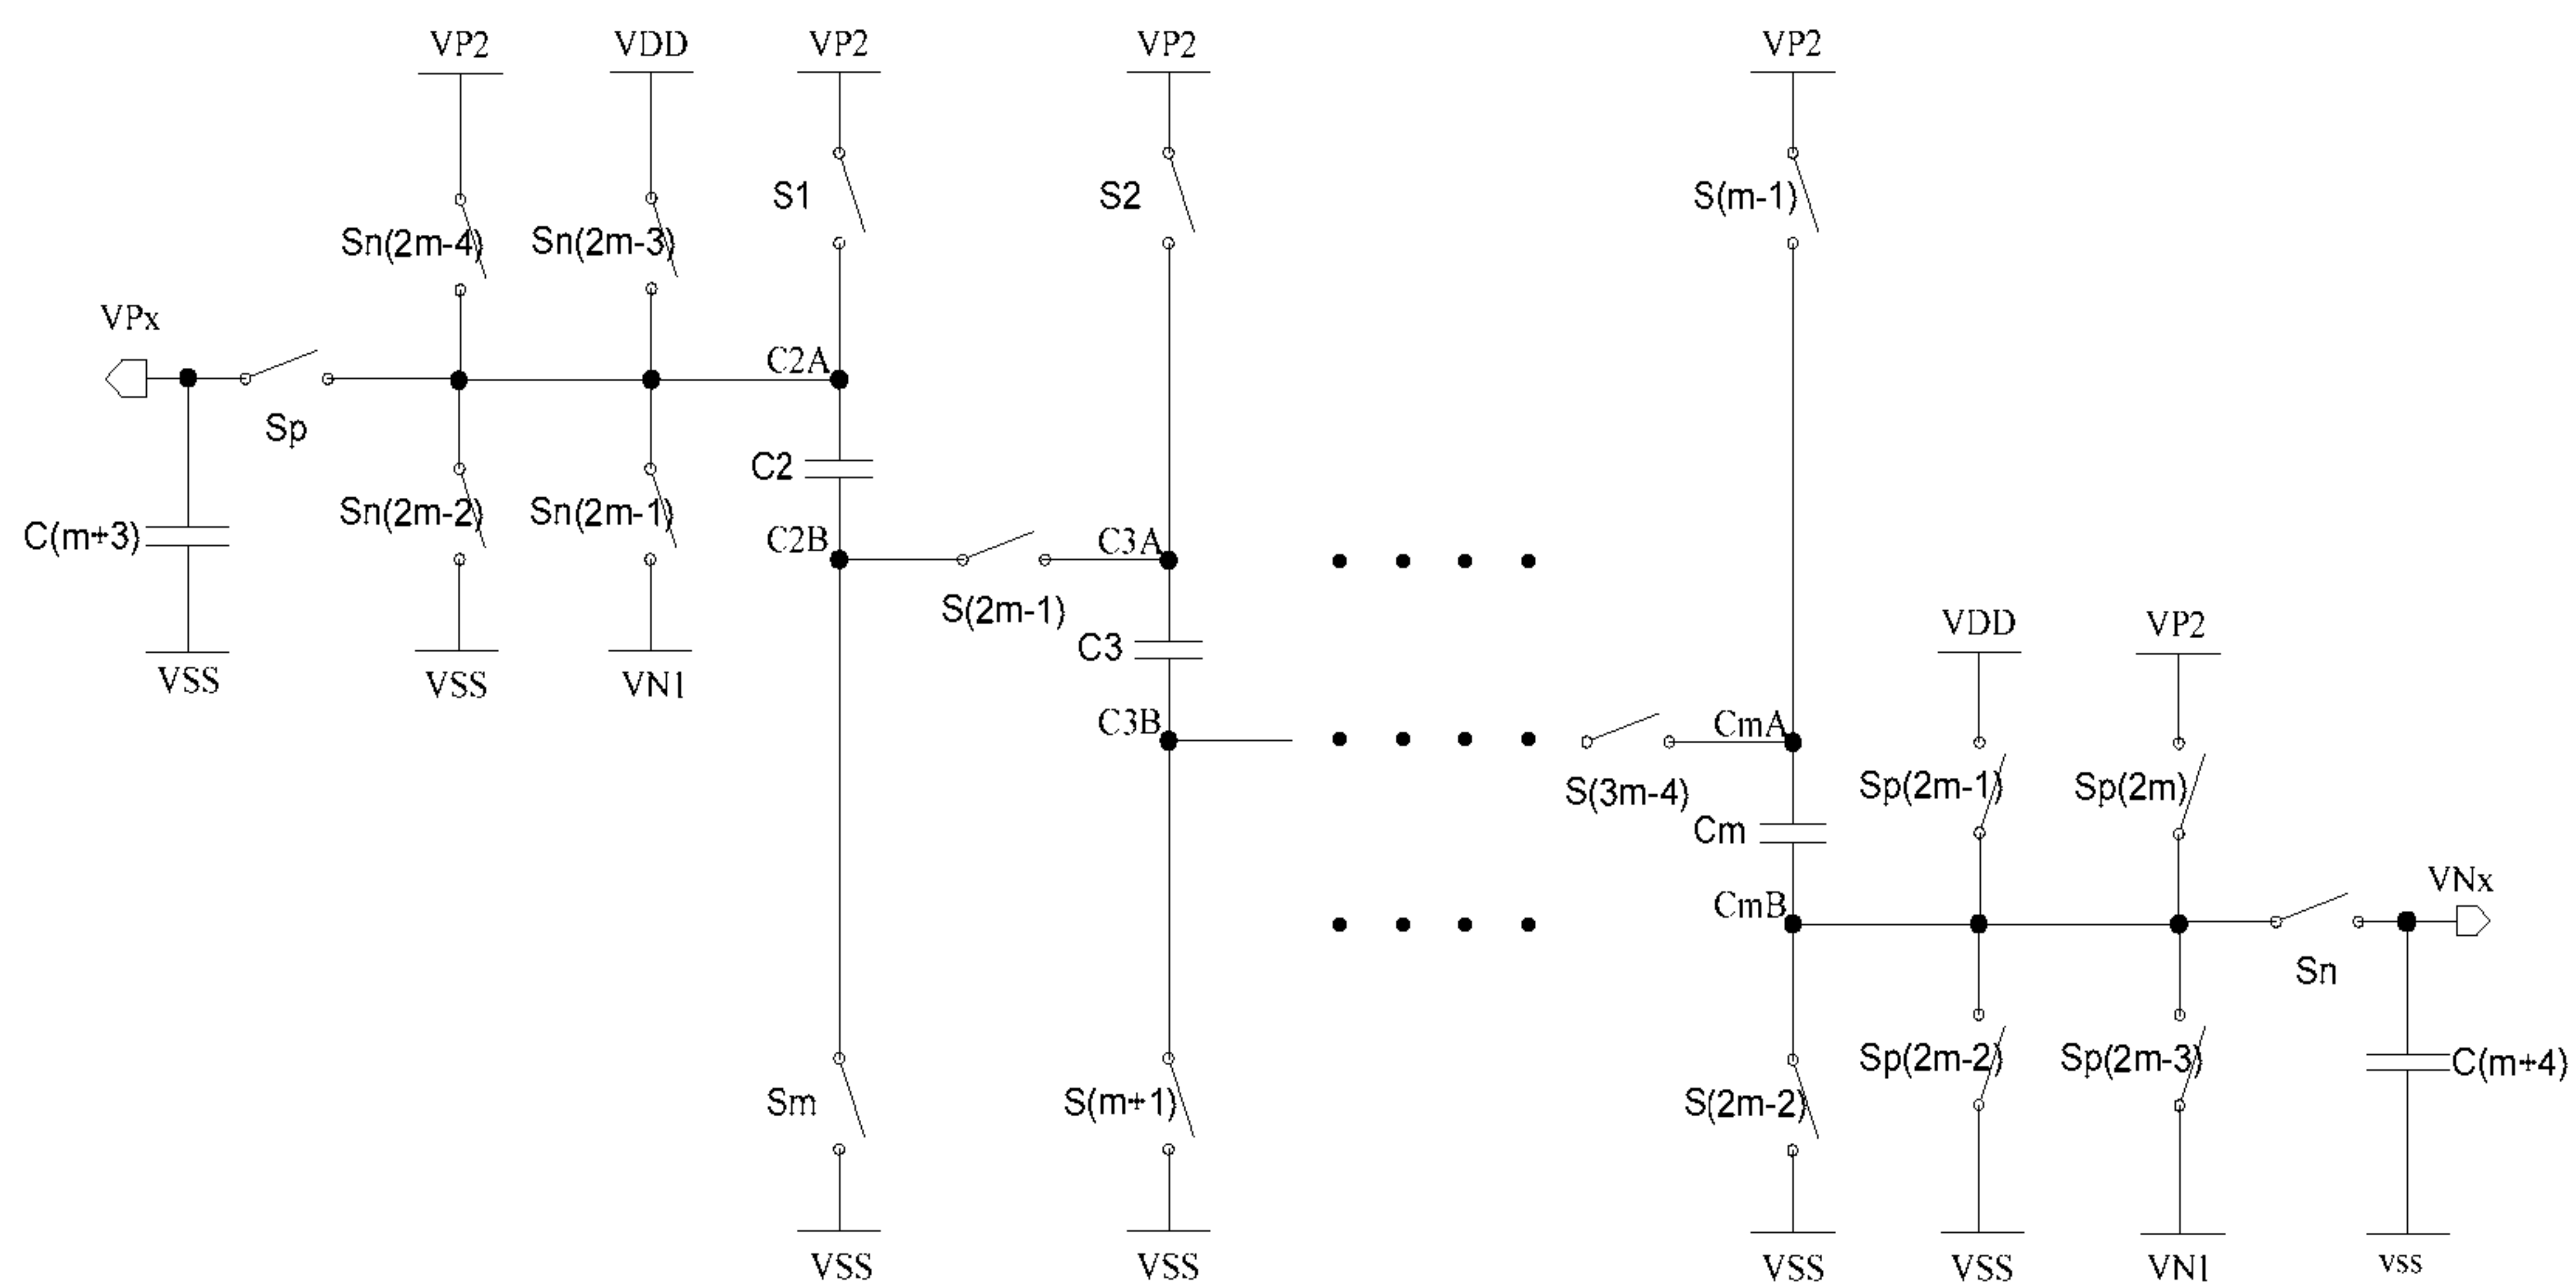 VP2 VDD VP2 VP2 VP2
S1 S2 S(m-1)
Sn(2m-4) Sn(2m-3)
VPx
C2A
Sp
C2
Sn(2m-2) Sn(2m-1)
C(m+3)
C2B C3A
S(2m-1)
VDD VP2
C3
VSS VSS VN1
C3B CmA
Sp(2m-1) Sp(2m)
S(3m-4)
Cm
CmB VNx
Sn
Sp(2m-2) Sp(2m-3) C(m+4)
Sm S(m+1) S(2m-2)
VSS VSS VSS VSS VN1 VSS